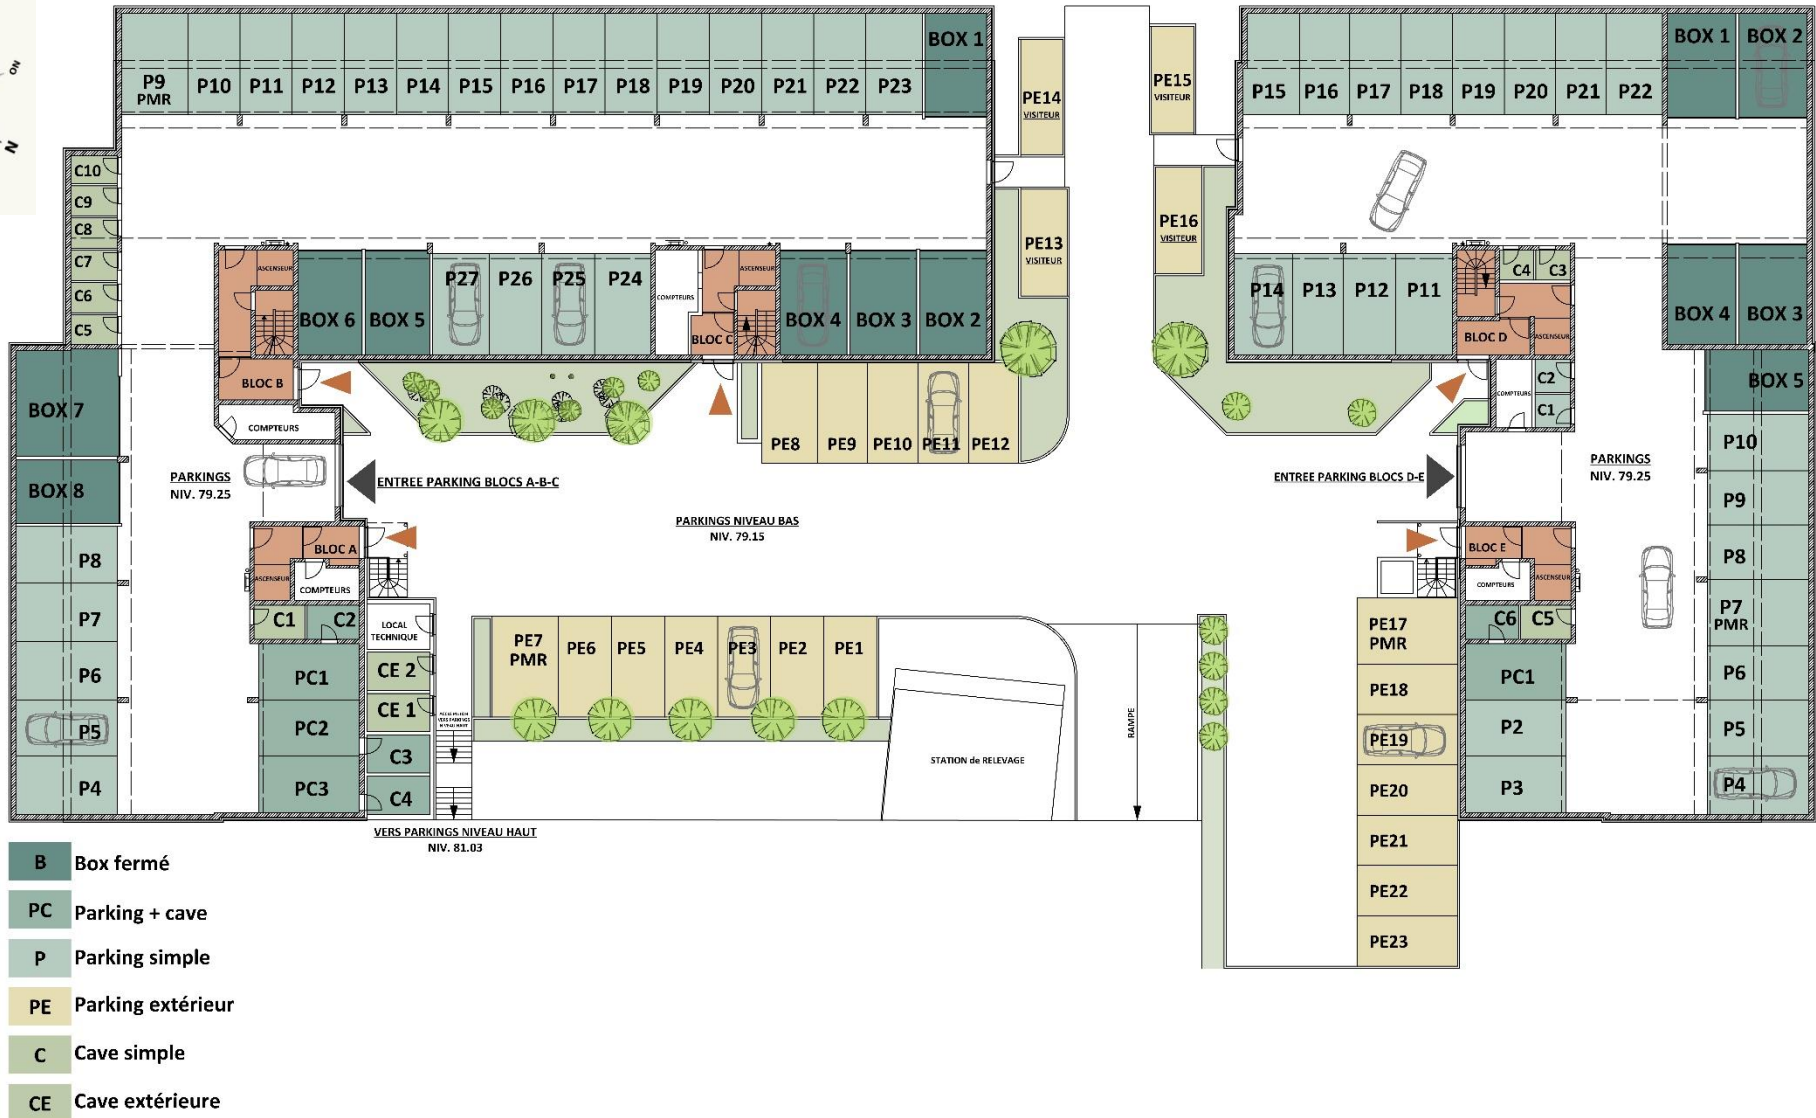 ON
N
P9
PMR
P10
P11
P12
P13
P14
P15
P16
P17
P18
P19
P20
P21
P22
P23
BOX 1
PE14
VISITEUR
PE15
VISITEUR
P15
P16
P17
P18
P19
P20
P21
P22
BOX 1
BOX 2
C10
C9
C8
C7
C6
C5
ASCENSEUR
BOX 6
BOX 5
P27
P26
P25
P24
COMPTEURS
ASCENSEUR
BLOC C
BOX 4
BOX 3
BOX 2
PE13
VISITEUR
PE16
VISITEUR
P14
P13
P12
P11
C4
C3
BLOC D
ASCENSEUR
BOX 4
BOX 3
BOX 7
BLOC B
COMPTEURS
BOX 8
PARKINGS
NIV. 79.25
ENTREE PARKING BLOCS A-B-C
PE8
PE9
PE10
PE11
PE12
PARKINGS NIVEAU BAS
NIV. 79.15
COMPTEURS
C2
C1
BOX 5
ENTREE PARKING BLOCS D-E
PARKINGS
NIV. 79.25
P10
P9
P8
P7
PMR
P6
P5
P4
P8
P7
P6
P5
P4
BLOC A
ASCENSEUR
COMPTEURS
C1
C2
LOCAL
TECHNIQUE
PC1
PC2
PC3
CE 2
CE 1
C3
C4
VERS PARKINGS
NIVEAU HAUT
PE7
PMR
PE6
PE5
PE4
PE3
PE2
PE1
STATION de RELEVAGE
RAMPE
VERS PARKINGS NIVEAU HAUT
NIV. 81.03
BLOC E
COMPTEURS
ASCENSEUR
C6
C5
PC1
P2
P3
PE17
PMR
PE18
PE19
PE20
PE21
PE22
PE23
B Box fermé
PC Parking + cave
P Parking simple
PE Parking extérieur
C Cave simple
CE Cave extérieure